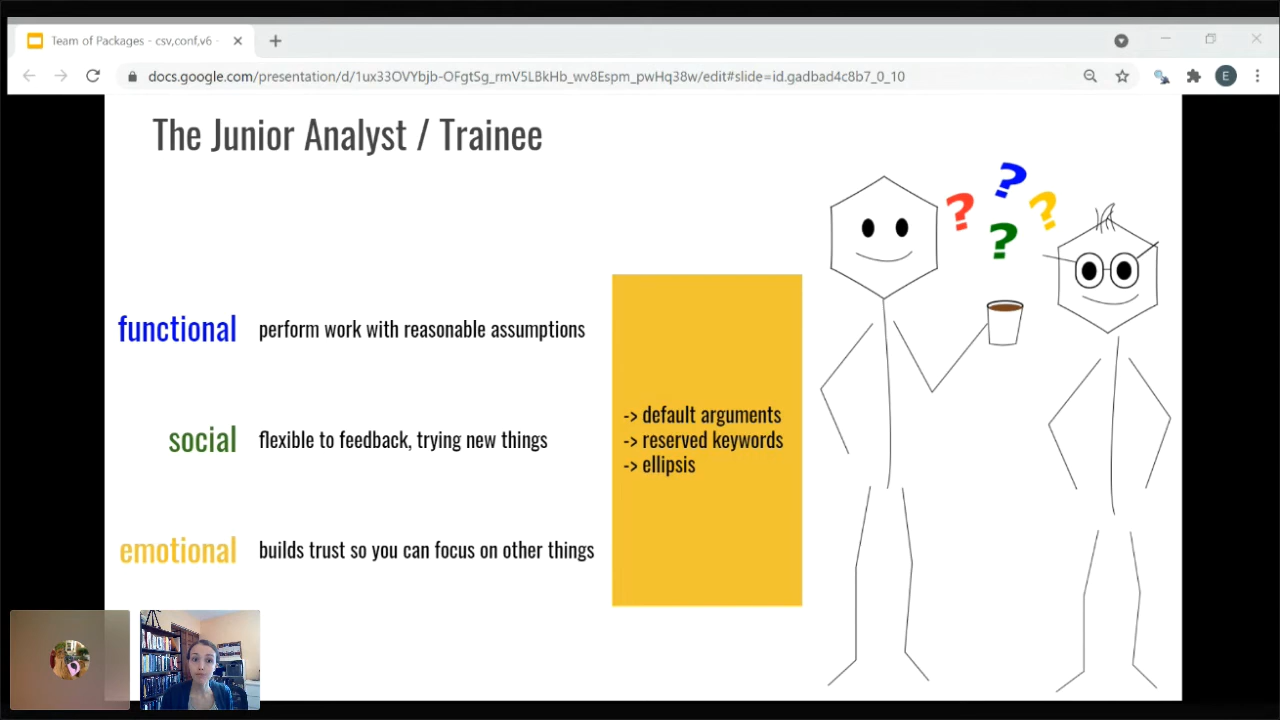 Team of Packages - csv,conf,v6 -
docs.google.com/presentation/d/1ux33OVYbjb-OFgtSg_rmV5LBkHb_wv8Espm_pwHq38w/edit#slide=id.gadbad4c8b7_0_10
E
The Junior Analyst / Trainee
? ? ? ?
functional perform work with reasonable assumptions
social flexible to feedback, trying new things
emotional builds trust so you can focus on other things
-> default arguments
-> reserved keywords
-> ellipsis